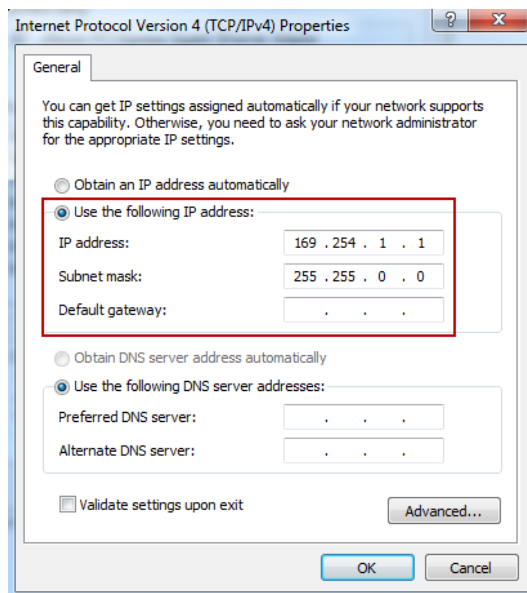 Internet Protocol Version 4 (TCP/IPv4) Properties
General
You can get IP settings assigned automatically if your network supports
this capability. Otherwise, you need to ask your network administrator
for the appropriate IP settings.
Obtain an IP address automatically
Use the following IP address:
IP address: 169 . 254 . 1 . 1
Subnet mask: 255 . 255 . 0 . 0
Default gateway: . . .
Obtain DNS server address automatically
Use the following DNS server addresses:
Preferred DNS server: . . .
Alternate DNS server: . . .
Validate settings upon exit
Advanced...
OK Cancel